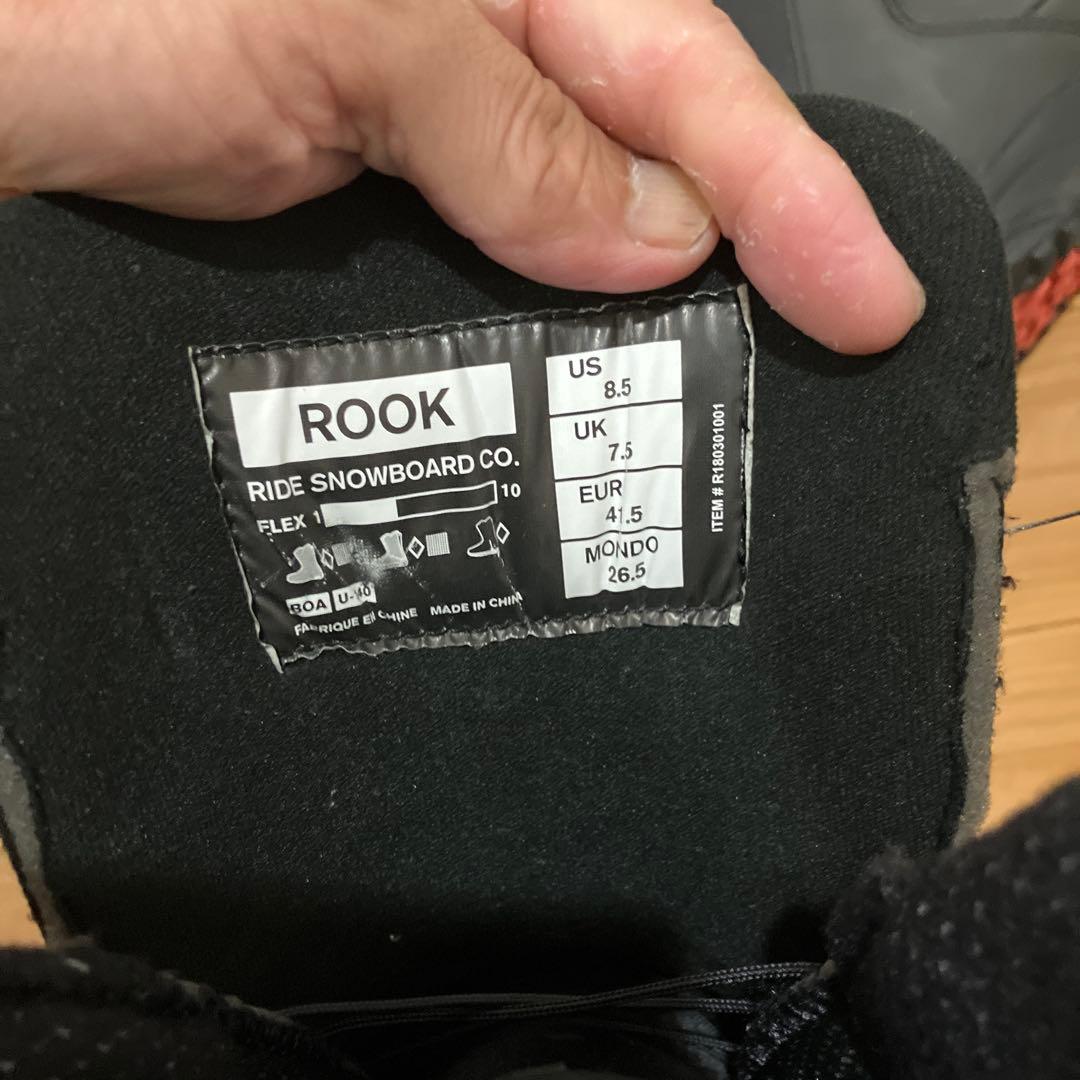 ROOK
RIDE SNOWBOARD CO.
FLEX 1 10
BOA
FABRIQUE EN CHINE MADE IN CHINA
US
8.5
UK
7.5
EUR
41.5
MONDO
26.5
ITEM # R180301001